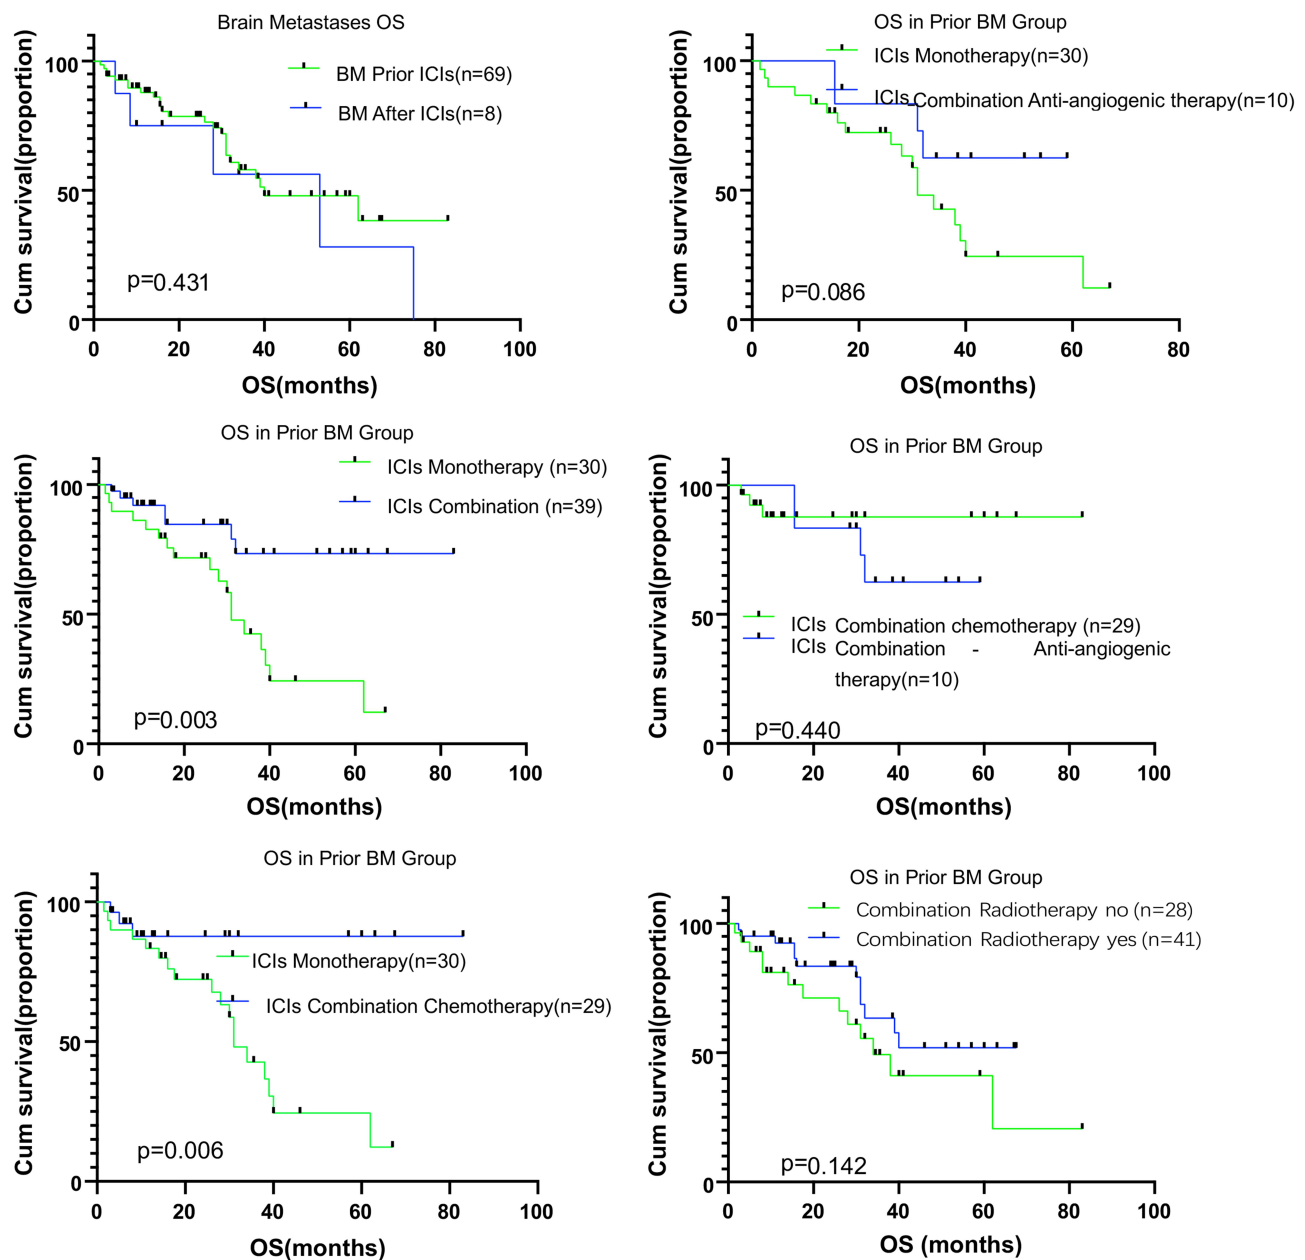 Brain Metastases OS
Cum survival(proportion)
100
50
0
BM Prior ICIs(n=69)
BM After ICIs(n=8)
p=0.431
0 20 40 60 80 100
OS(months)
OS in Prior BM Group
Cum survival(proportion)
100
50
0
ICIs Monotherapy(n=30)
ICIs Combination Anti-angiogenic therapy(n=10)
p=0.086
0 20 40 60 80
OS(months)
OS in Prior BM Group
Cum survival(proportion)
100
50
0
ICIs Monotherapy (n=30)
ICIs Combination (n=39)
p=0.003
0 20 40 60 80 100
OS(months)
OS in Prior BM Group
Cum survival(proportion)
100
50
0
ICIs Combination chemotherapy (n=29)
ICIs Combination - Anti-angiogenic
therapy(n=10)
p=0.440
0 20 40 60 80 100
OS(months)
OS in Prior BM Group
Cum survival(proportion)
100
50
0
ICIs Monotherapy(n=30)
ICIs Combination Chemotherapy(n=29)
p=0.006
0 20 40 60 80 100
OS(months)
OS in Prior BM Group
Cum survival(proportion)
100
50
0
Combination Radiotherapy no (n=28)
Combination Radiotherapy yes (n=41)
p=0.142
0 20 40 60 80 100
OS (months)